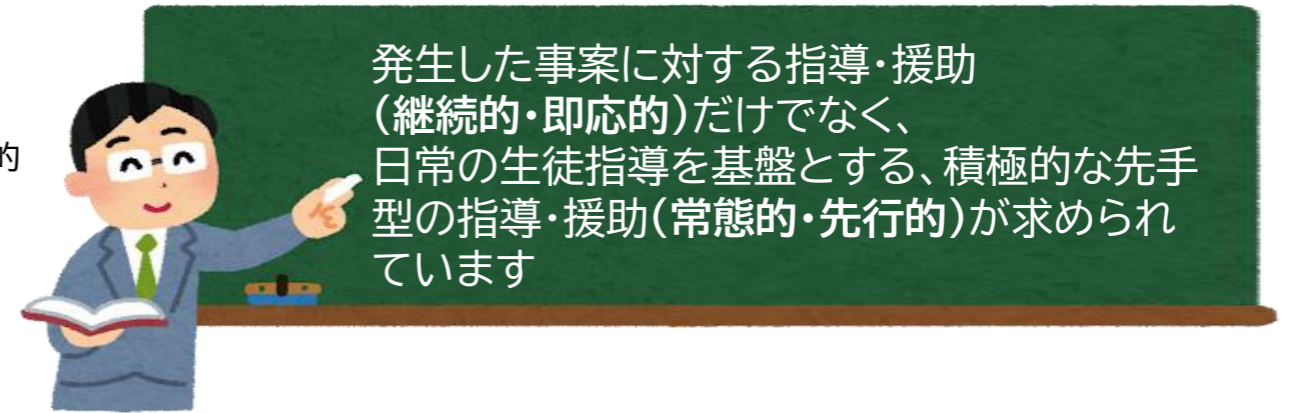 発生した事案に対する指導・援助
（継続的・即応的）だけでなく、
日常の生徒指導を基盤とする、積極的な先手
型の指導・援助（常態的・先行的）が求められ
ています
的